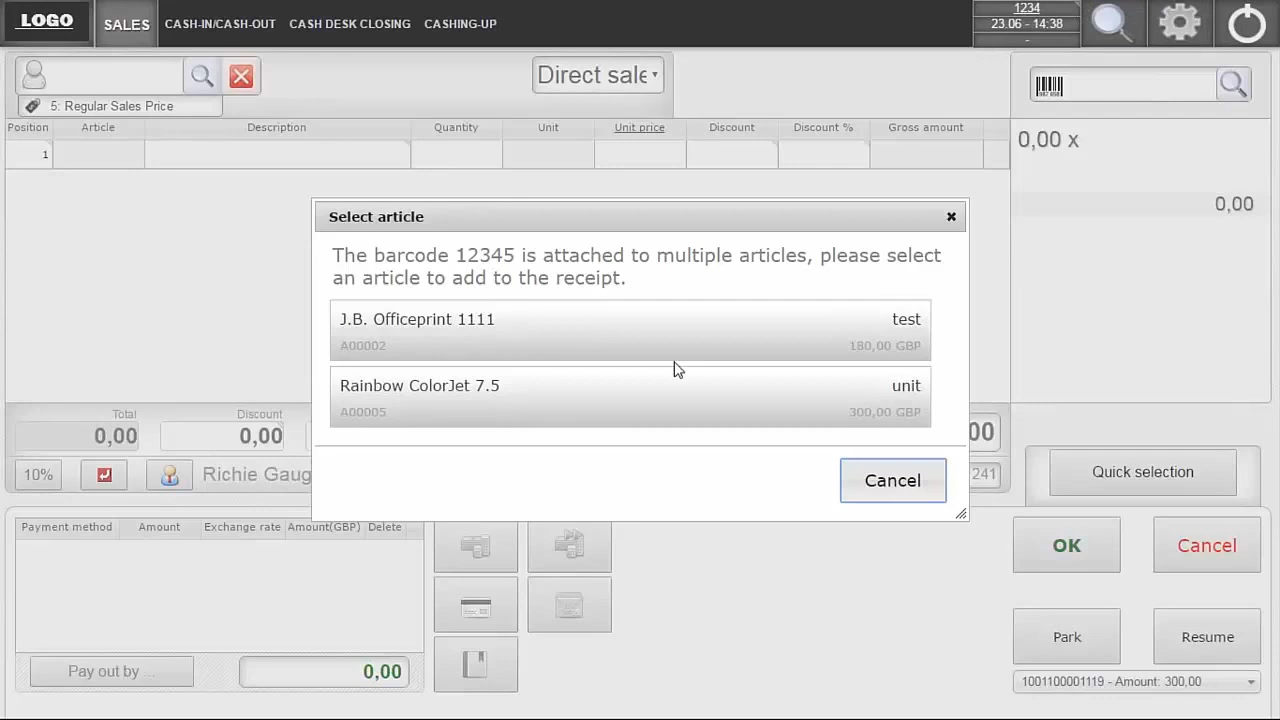 LOGO
SALES
CASH-IN/CASH-OUT
CASH DESK CLOSING
CASHING-UP
1234
23.06 - 14:38
-
Direct sale
5: Regular Sales Price
Position Article Description Quantity Unit Unit price Discount Discount % Gross amount
1
0,00 x
0,00
Select article
The barcode 12345 is attached to multiple articles, please select
an article to add to the receipt.
J.B. Officeprint 1111 test
A00002 180,00 GBP
Rainbow ColorJet 7.5 unit
A00005 300,00 GBP
Cancel
Total Discount
0,00 0,00 00
10% Richie Gaug 241
Quick selection
Payment method Amount Exchange rate Amount(GBP) Delete
OK Cancel
Park Resume
Pay out by ... 0,00
1001100001119 - Amount: 300,00